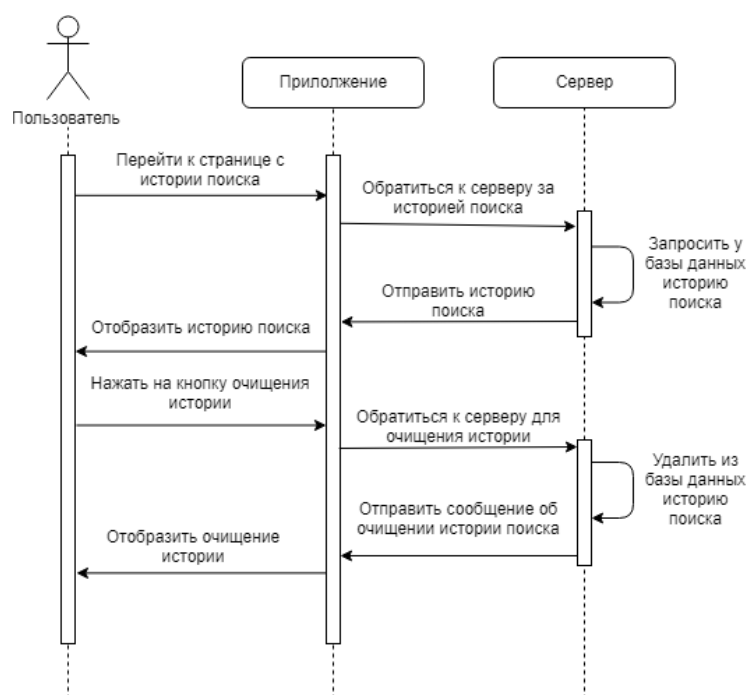 Прилолжение
Сервер
Пользователь
Перейти к странице с
истории поиска
Обратиться к серверу за
историей поиска
Запросить у
базы данных
историю
поиска
Отправить историю
поиска
Отобразить историю поиска
Нажать на кнопку очищения
истории
Обратиться к серверу для
очищения истории
Удалить из
базы данных
историю
поиска
Отправить сообщение об
очищении истории поиска
Отобразить очищение
истории